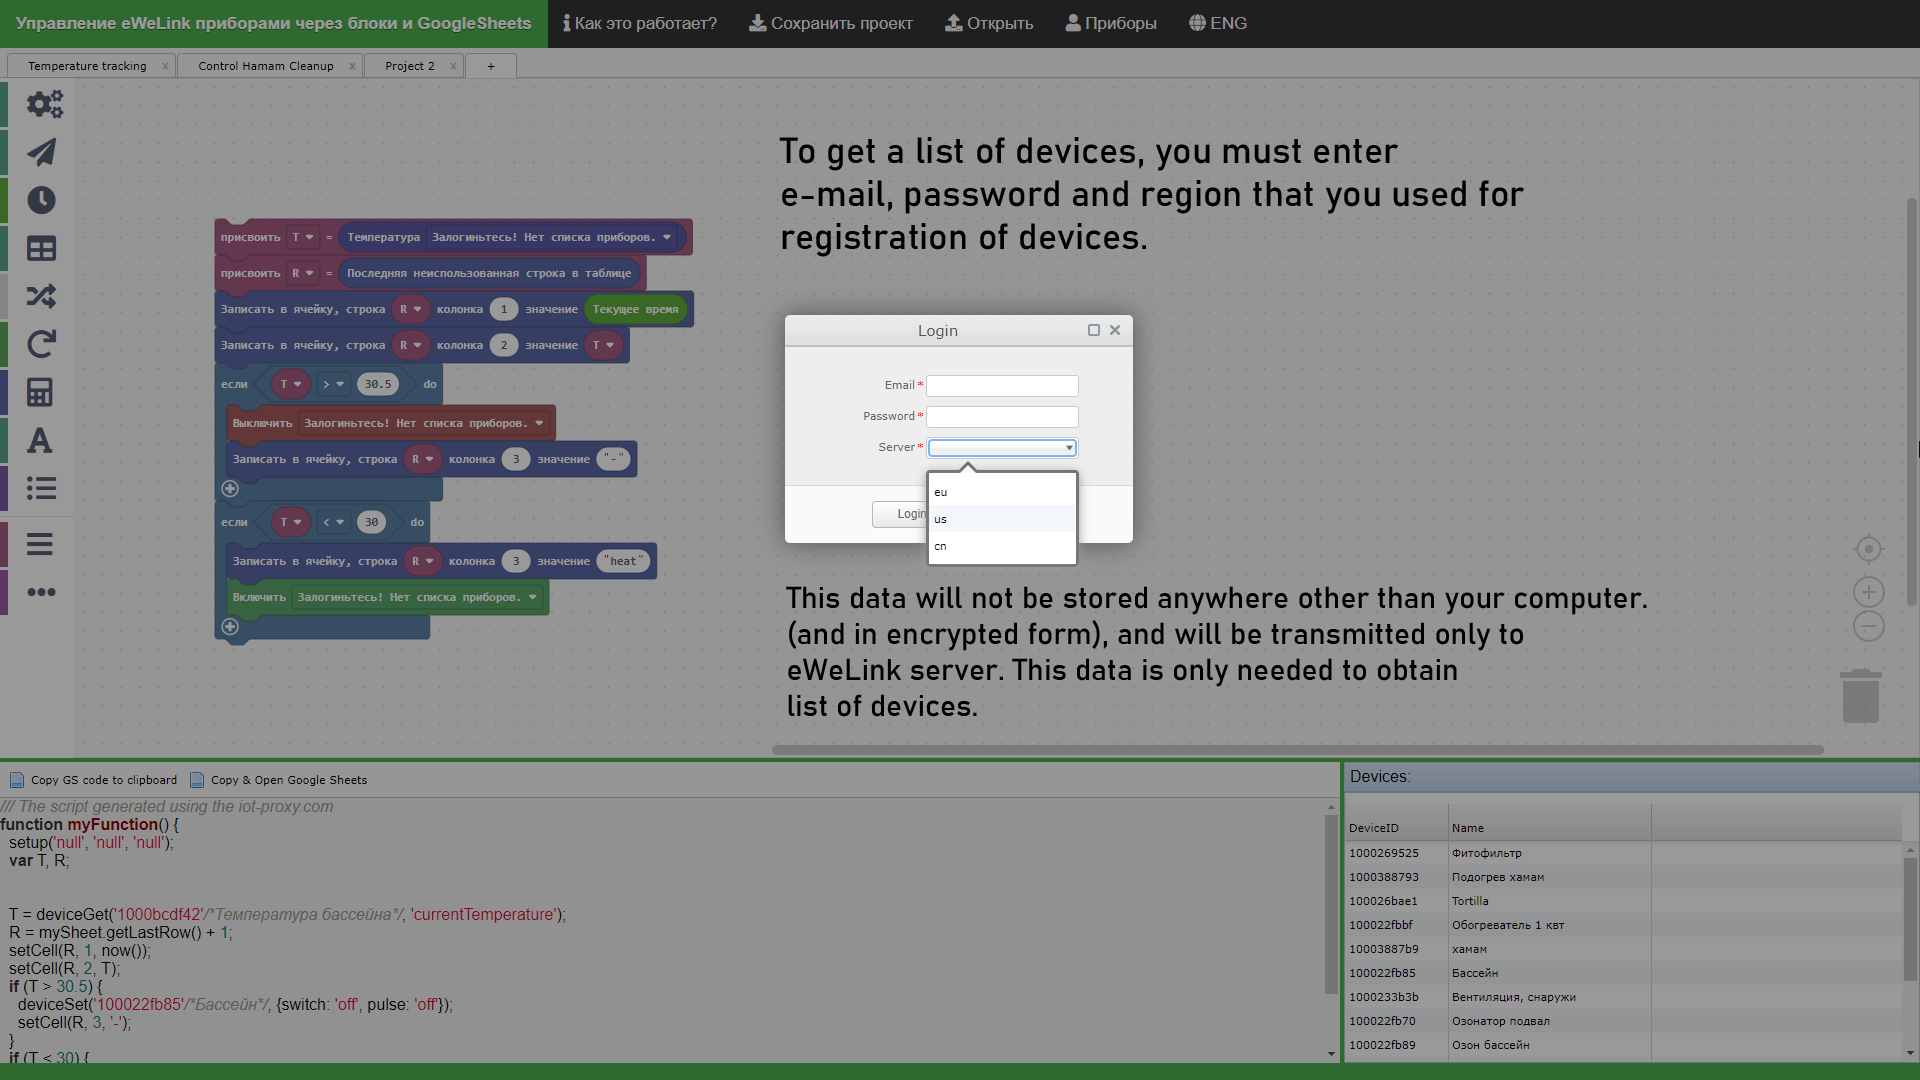 Управление eWeLink приборами через блоки и GoogleSheets
Как это работает?
Сохранить проект
Открыть
Приборы
ENG
Temperature tracking x
Control Hamam Cleanup x
Project 2 x
+
To get a list of devices, you must enter
e-mail, password and region that you used for
registration of devices.
присвоить T = Температура Залогиньтесь! Нет списка приборов.
присвоить R = Последняя неиспользованная строка в таблице
Записать в ячейку, строка R колонка 1 значение Текущее время
Записать в ячейку, строка R колонка 2 значение T
если T > 30.5 do
Выключить Залогиньтесь! Нет списка приборов.
Записать в ячейку, строка R колонка 3 значение "-"
если T < 30 do
Записать в ячейку, строка R колонка 3 значение "heat"
Включить Залогиньтесь! Нет списка приборов.
Login
Email *
Password *
Server *
eu
us
cn
Login
This data will not be stored anywhere other than your computer.
(and in encrypted form), and will be transmitted only to
eWeLink server. This data is only needed to obtain
list of devices.
Copy GS code to clipboard
Copy & Open Google Sheets
/// The script generated using the iot-proxy.com
function myFunction() {
setup('null', 'null', 'null');
var T, R;
T = deviceGet('1000bcdf42'/*Температура бассейна*/, 'currentTemperature');
R = mySheet.getLastRow() + 1;
setCell(R, 1, now());
setCell(R, 2, T);
if (T > 30.5) {
deviceSet('100022fb85'/*Бассейн*/, {switch: 'off', pulse: 'off'});
setCell(R, 3, '-');
}
if (T < 30) {
Devices:
DeviceID Name
1000269525 Фитофильтр
1000388793 Подогрев хамам
100026bae1 Tortilla
100022fbbf Обогреватель 1 квт
10003887b9 хамам
100022fb85 Бассейн
1000233b3b Вентиляция, снаружи
100022fb70 Озонатор подвал
100022fb89 Озон бассейн